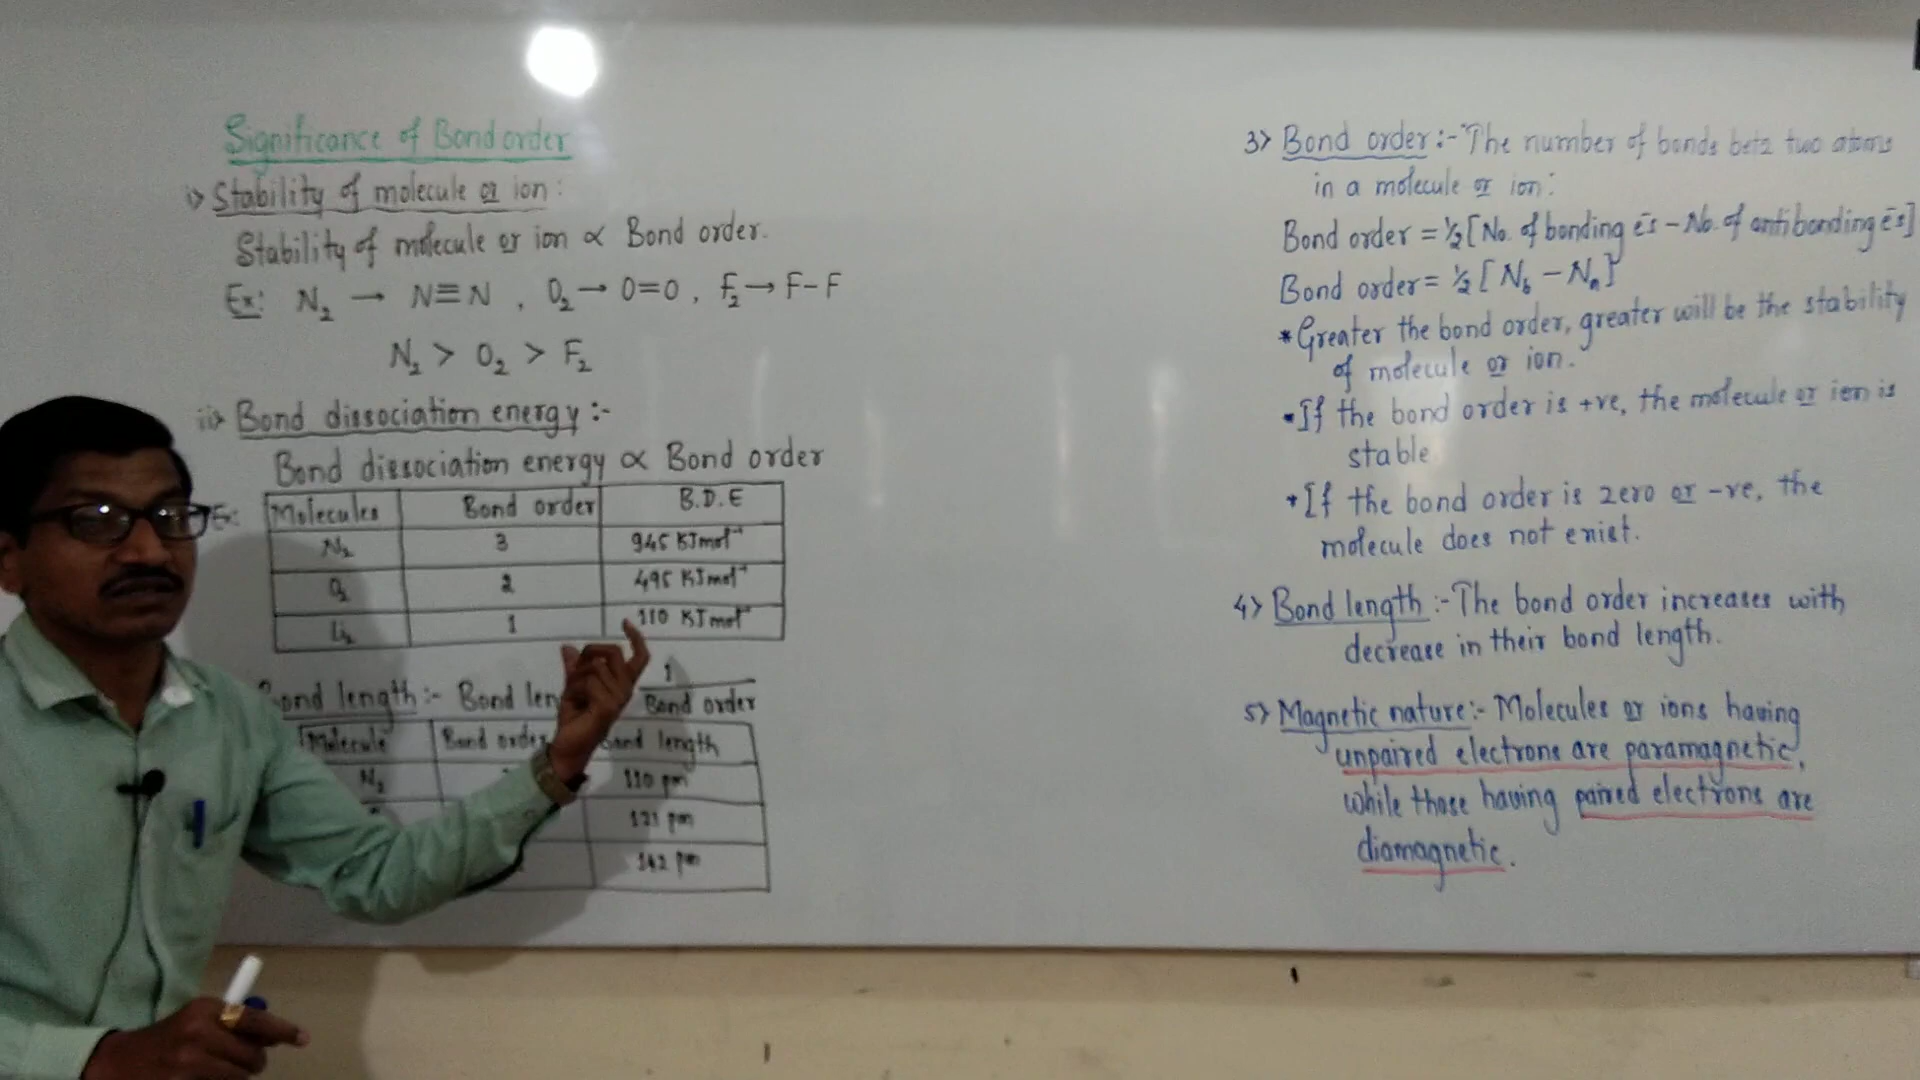 Significance of Bond order
i> Stability of molecule or ion:
Stability of molecule or ion ∝ Bond order.
Ex: N₂ → N≡N , O₂ → O=O , F₂ → F-F
N₂ > O₂ > F₂
ii> Bond dissociation energy :-
Bond dissociation energy ∝ Bond order
Ex:
Molecules Bond order B.D.E
N₂ 3 945 KJmol⁻¹
O₂ 2 495 KJmol⁻¹
Li₂ 1 110 KJmol⁻¹
Bond length :- Bond 1
Bond order
Molecule Bond order Bond length
N₂ 110 pm
121 pm
142 pm
3> Bond order :- The number of bonds betn two atoms
in a molecule or ion:
Bond order = ½ [No. of bonding ēs - No. of antibonding ēs]
Bond order = ½ [ Nb - Na ]
*Greater the bond order, greater will be the stability
of molecule or ion.
•If the bond order is +ve, the molecule or ion is
stable
*If the bond order is zero or -ve, the
molecule does not exist.
4> Bond length :- The bond order increases with
decrease in their bond length.
5> Magnetic nature:- Molecules or ions having
unpaired electrons are paramagnetic,
while those having paired electrons are
diamagnetic.